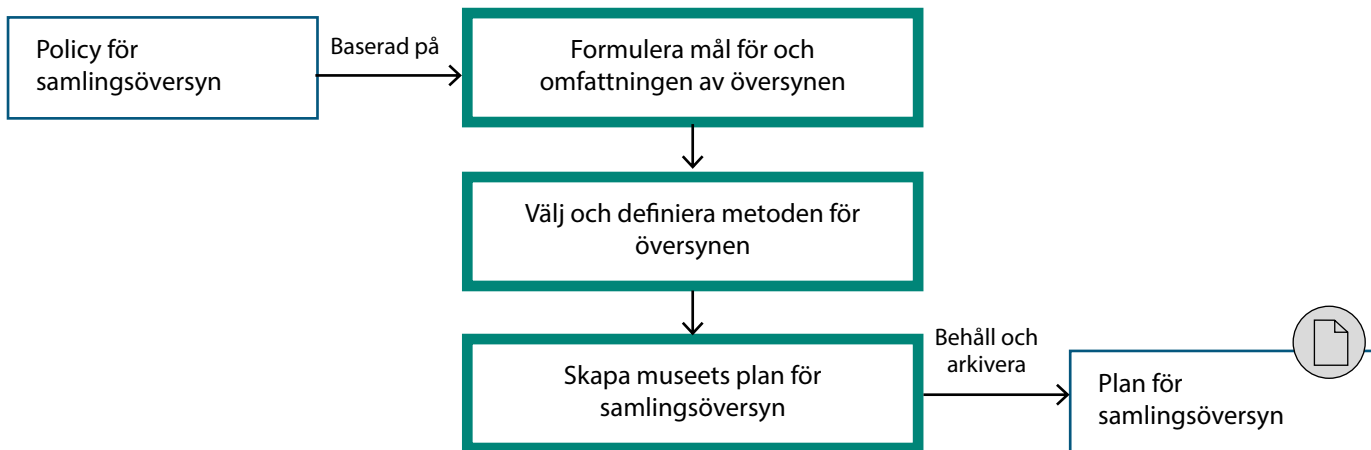 Policy för
samlingsöversyn
Baserad på
Formulera mål för och
omfattningen av översynen
Välj och definiera metoden för
översynen
Skapa museets plan för
samlingsöversyn
Behåll och
arkivera
Plan för
samlingsöversyn